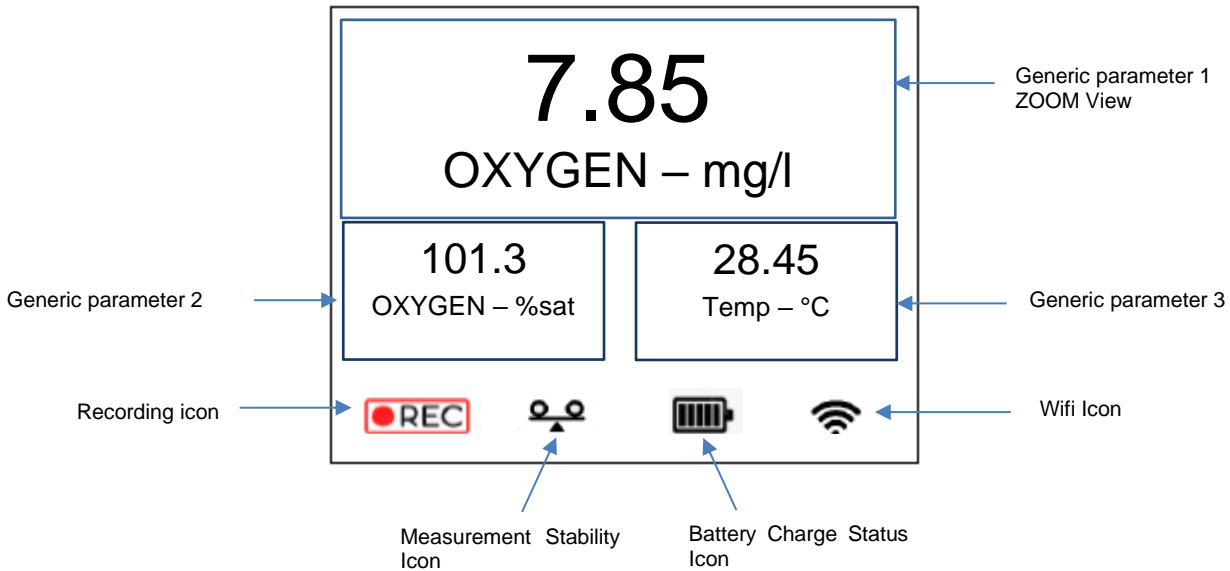 7.85
OXYGEN – mg/l
Generic parameter 1
ZOOM View
Generic parameter 2
101.3
OXYGEN – %sat
28.45
Temp – °C
Generic parameter 3
Recording icon
REC
Wifi Icon
Measurement Stability
Icon
Battery Charge Status
Icon